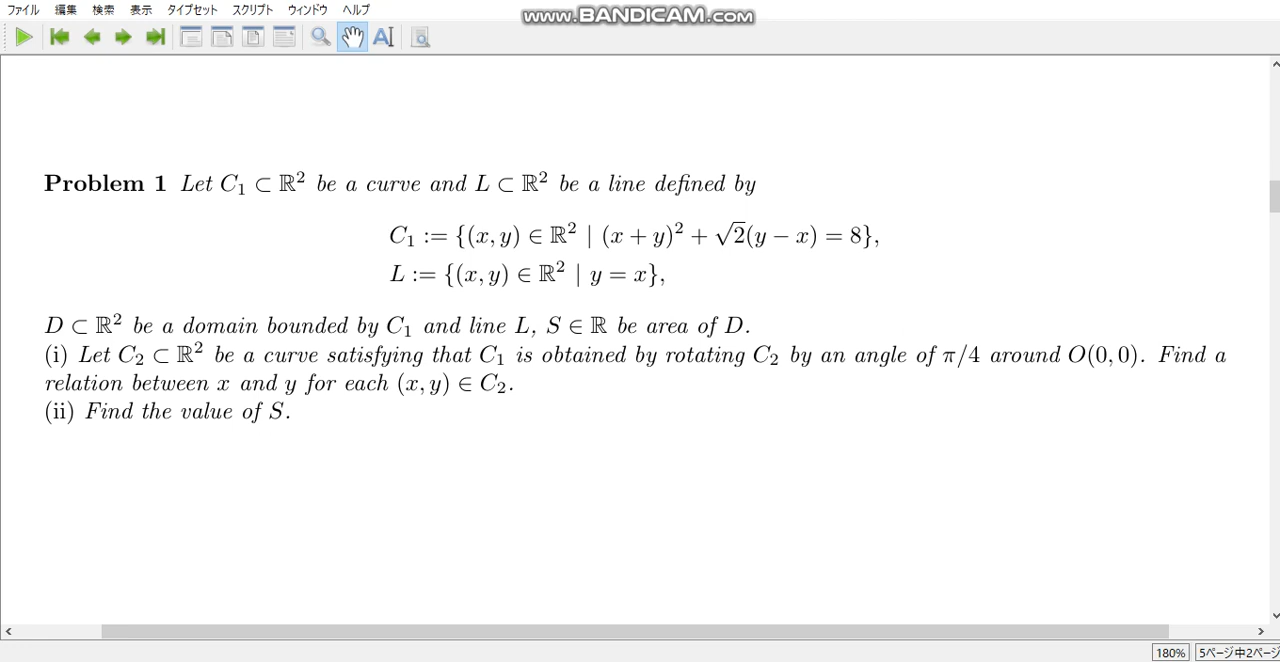 ファイル 編集 検索 表示 タイプセット スクリプト ウィンドウ ヘルプ
www.BANDICAM.com
Problem 1 Let C₁ ⊂ ℝ² be a curve and L ⊂ ℝ² be a line defined by
C₁ := {(x, y) ∈ ℝ² | (x + y)² + √2(y − x) = 8},
L := {(x, y) ∈ ℝ² | y = x},
D ⊂ ℝ² be a domain bounded by C₁ and line L, S ∈ ℝ be area of D.
(i) Let C₂ ⊂ ℝ² be a curve satisfying that C₁ is obtained by rotating C₂ by an angle of π/4 around O(0, 0). Find a
relation between x and y for each (x, y) ∈ C₂.
(ii) Find the value of S.
180% 5ページ中2ページ